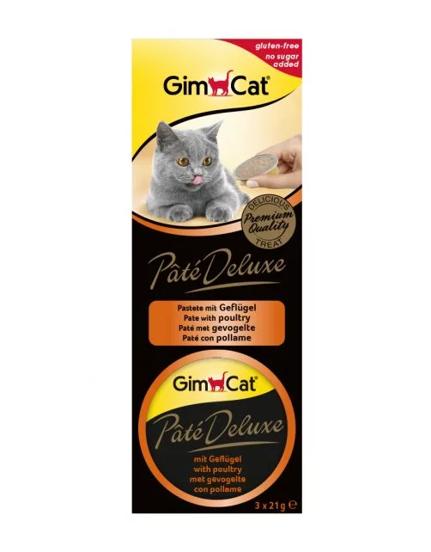 gluten-free
no sugar
added
GimCat®
DELICIOUS
Premium
Quality
TREAT
Pâté Deluxe
Pastete mit Geflügel
Pate with poultry
Paté met gevogelte
Paté con pollame
GimCat®
Pâté Deluxe
mit Geflügel
with poultry
met gevogelte
con pollame
3 x 21g ℮